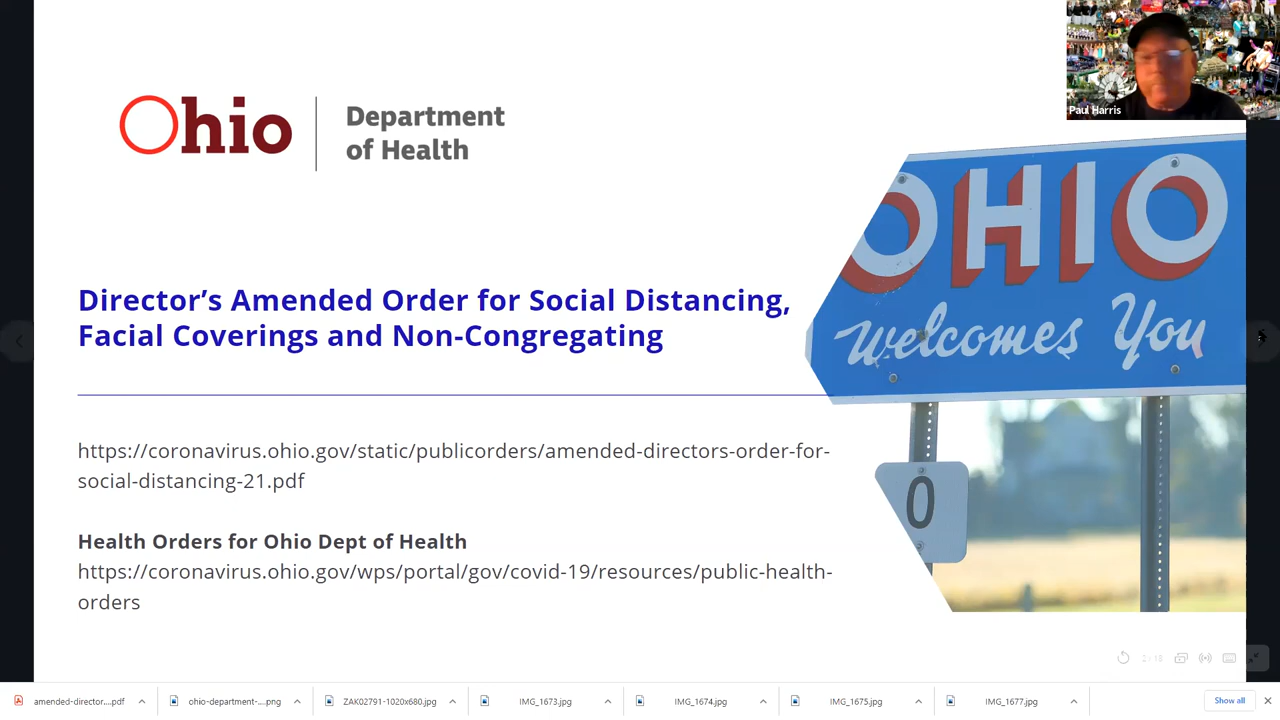 Paul Harris
Ohio
Department
of Health
OHIO
welcomes You
Director's Amended Order for Social Distancing,
Facial Coverings and Non-Congregating
https://coronavirus.ohio.gov/static/publicorders/amended-directors-order-for-
social-distancing-21.pdf
0
Health Orders for Ohio Dept of Health
https://coronavirus.ohio.gov/wps/portal/gov/covid-19/resources/public-health-
orders
amended-director....pdf
ohio-department-....png
ZAK02791-1020x680.jpg
IMG_1673.jpg
IMG_1674.jpg
IMG_1675.jpg
IMG_1677.jpg
Show all